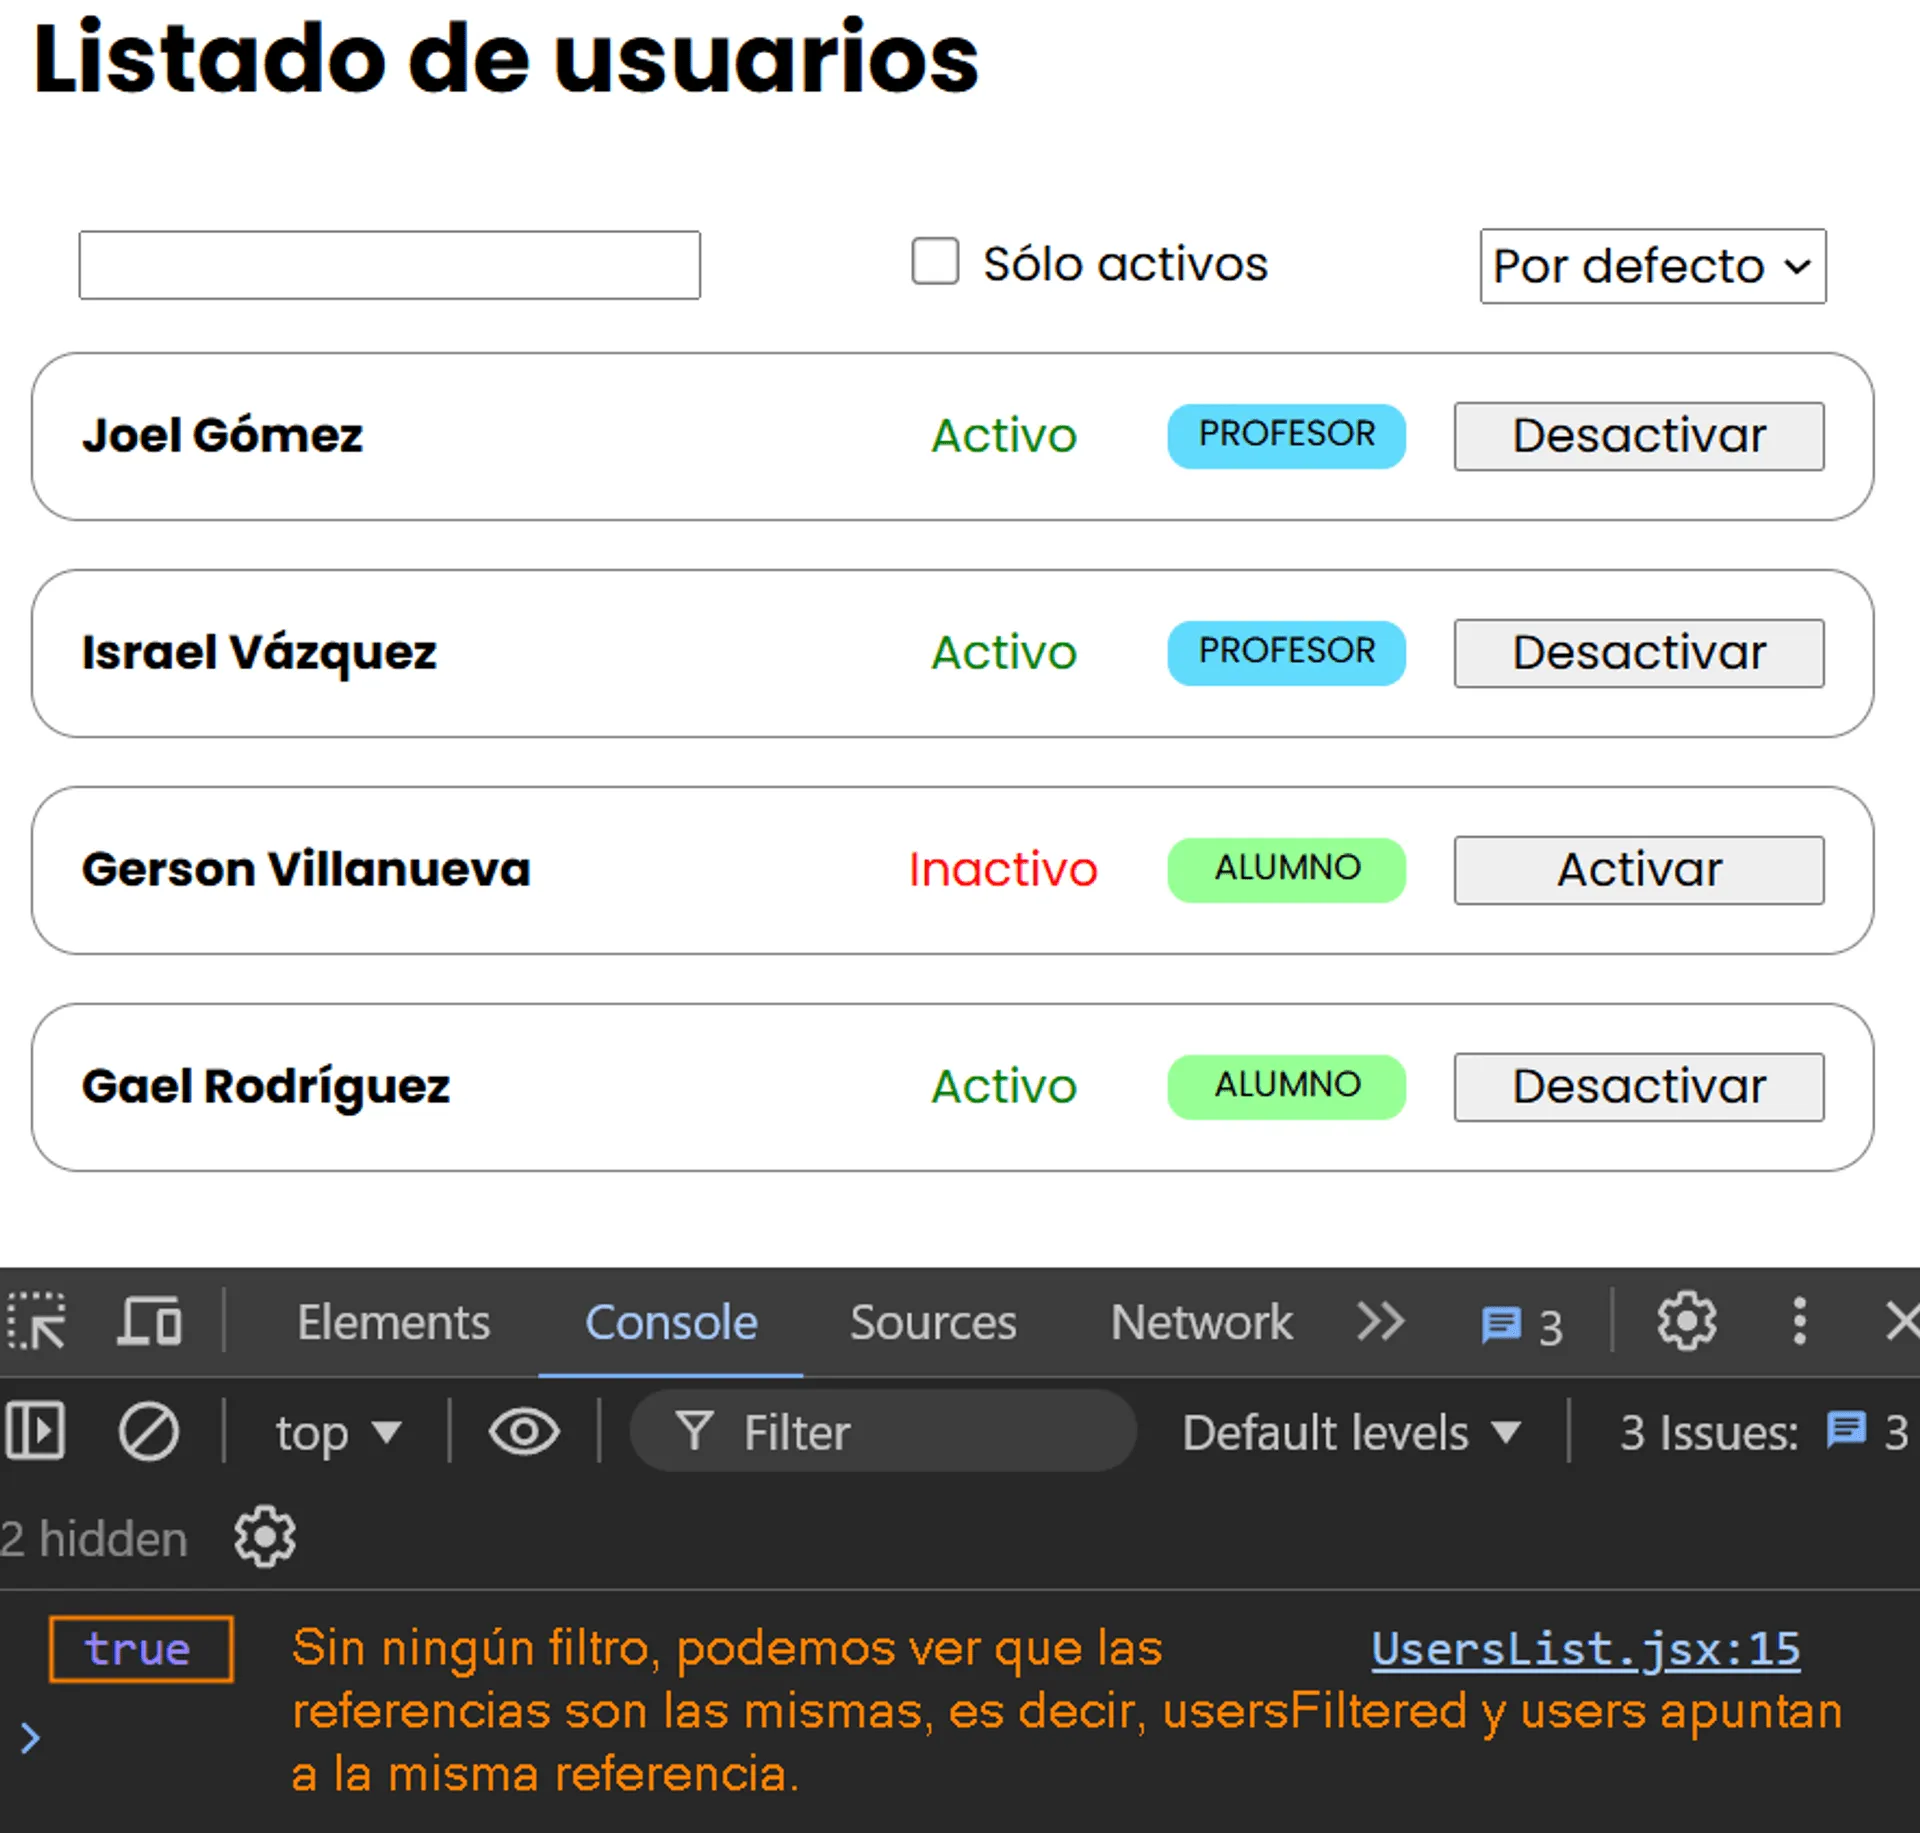 Listado de usuarios
Sólo activos Por defecto
Joel Gómez Activo PROFESOR Desactivar
Israel Vázquez Activo PROFESOR Desactivar
Gerson Villanueva Inactivo ALUMNO Activar
Gael Rodríguez Activo ALUMNO Desactivar
Elements Console Sources Network 3
top Filter Default levels 3 Issues: 3
2 hidden
true Sin ningún filtro, podemos ver que las UsersList.jsx:15
referencias son las mismas, es decir, usersFiltered y users apuntan
a la misma referencia.